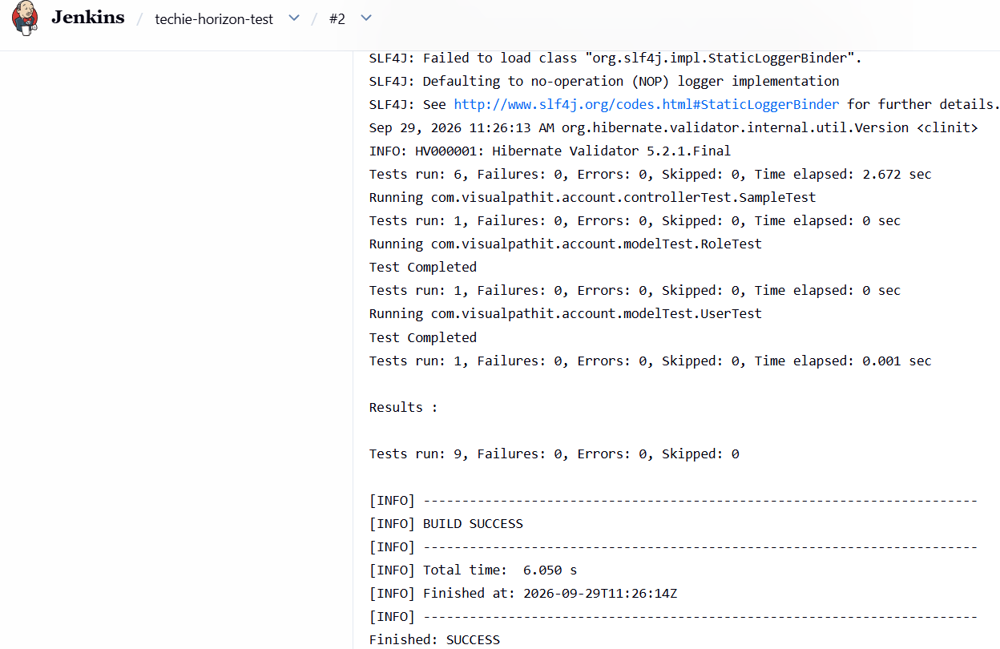 Jenkins / techie-horizon-test / #2
SLF4J: Failed to load class "org.slf4j.impl.StaticLoggerBinder".
SLF4J: Defaulting to no-operation (NOP) logger implementation
SLF4J: See http://www.slf4j.org/codes.html#StaticLoggerBinder for further details.
Sep 29, 2026 11:26:13 AM org.hibernate.validator.internal.util.Version <clinit>
INFO: HV000001: Hibernate Validator 5.2.1.Final
Tests run: 6, Failures: 0, Errors: 0, Skipped: 0, Time elapsed: 2.672 sec
Running com.visualpathit.account.controllerTest.SampleTest
Tests run: 1, Failures: 0, Errors: 0, Skipped: 0, Time elapsed: 0 sec
Running com.visualpathit.account.modelTest.RoleTest
Test Completed
Tests run: 1, Failures: 0, Errors: 0, Skipped: 0, Time elapsed: 0 sec
Running com.visualpathit.account.modelTest.UserTest
Test Completed
Tests run: 1, Failures: 0, Errors: 0, Skipped: 0, Time elapsed: 0.001 sec
Results :
Tests run: 9, Failures: 0, Errors: 0, Skipped: 0
[INFO] ------------------------------------------------------------------------
[INFO] BUILD SUCCESS
[INFO] ------------------------------------------------------------------------
[INFO] Total time:  6.050 s
[INFO] Finished at: 2026-09-29T11:26:14Z
[INFO] ------------------------------------------------------------------------
Finished: SUCCESS